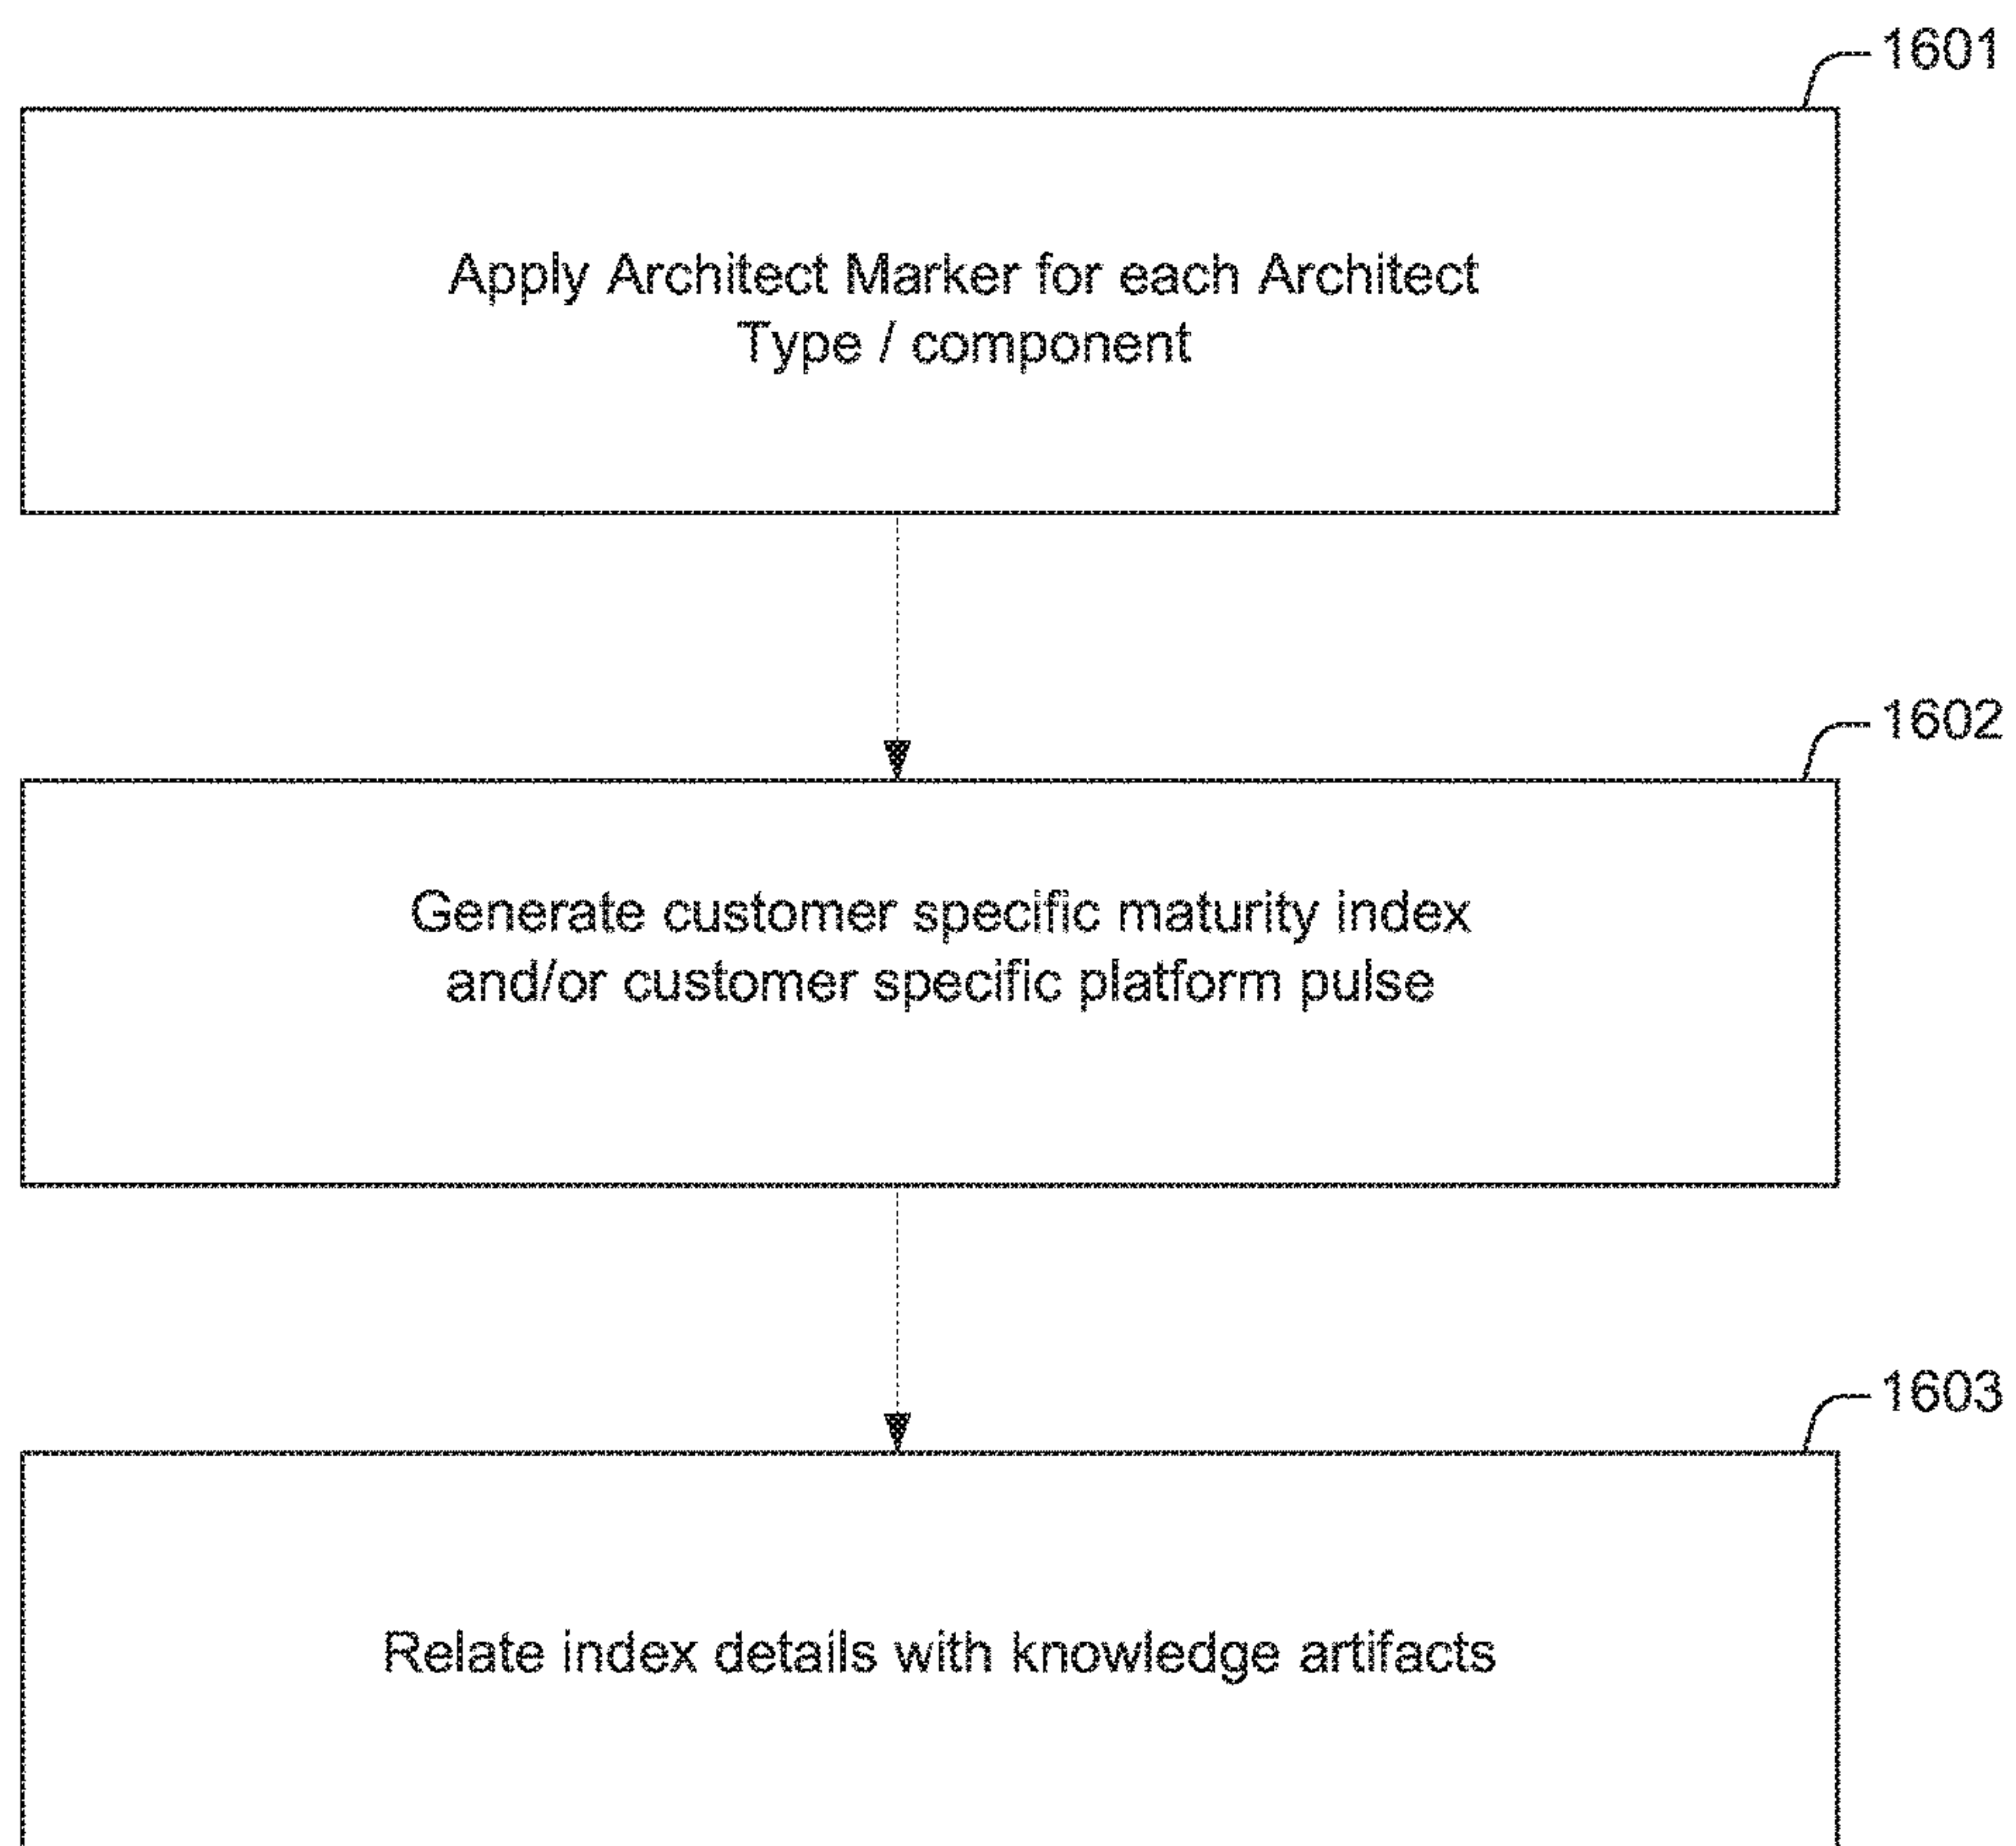 1601
Apply Architect Marker for each Architect
Type / component
1602
Generate customer specific maturity index
and/or customer specific platform pulse
1603
Relate index details with knowledge artifacts